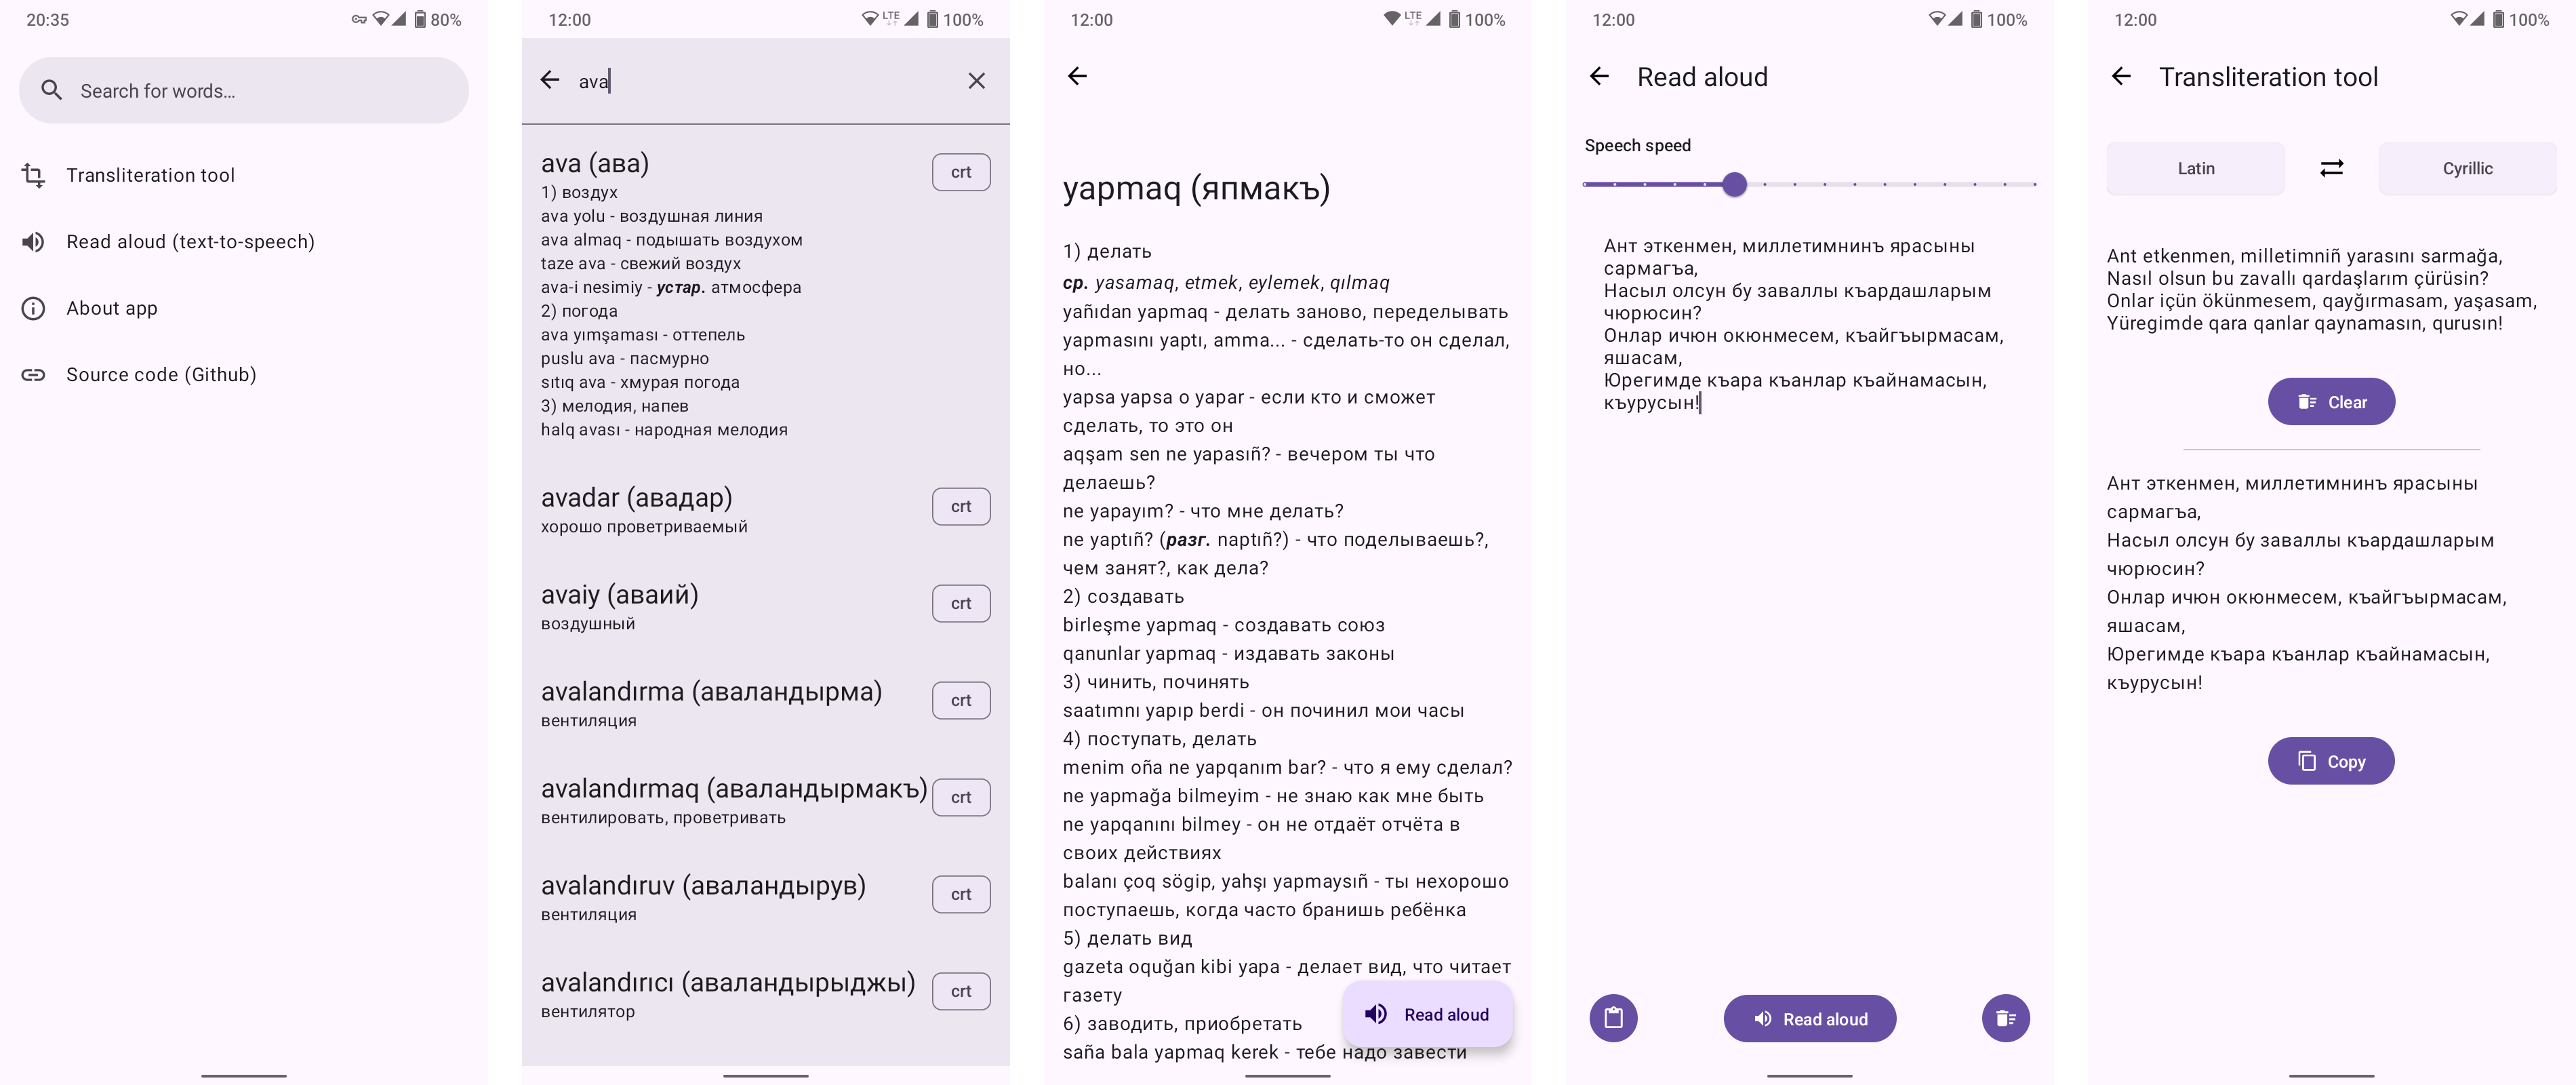 20:35
80%
Search for words...
Transliteration tool
Read aloud (text-to-speech)
About app
Source code (Github)
12:00
LTE
100%
ava
ava (ава)
crt
1) воздух
ava yolu - воздушная линия
ava almaq - подышать воздухом
taze ava - свежий воздух
ava-i nesimiy - устар. атмосфера
2) погода
ava yımşaması - оттепель
puslu ava - пасмурно
sıtıq ava - хмурая погода
3) мелодия, напев
halq avası - народная мелодия
avadar (авадар)
crt
хорошо проветриваемый
avaiy (аваий)
crt
воздушный
avalandırma (аваландырма)
crt
вентиляция
avalandırmaq (аваландырмакъ)
crt
вентилировать, проветривать
avalandıruv (аваландырув)
crt
вентиляция
avalandırıcı (аваландырыджы)
crt
вентилятор
12:00
LTE
100%
yapmaq (япмакъ)
1) делать
ср. yasamaq, etmek, eylemek, qılmaq
yañıdan yapmaq - делать заново, переделывать
yapmasını yaptı, amma... - сделать-то он сделал,
но...
yapsa yapsa o yapar - если кто и сможет
сделать, то это он
aqşam sen ne yapasıñ? - вечером ты что
делаешь?
ne yapayım? - что мне делать?
ne yaptıñ? (разг. naptıñ?) - что поделываешь?,
чем занят?, как дела?
2) создавать
birleşme yapmaq - создавать союз
qanunlar yapmaq - издавать законы
3) чинить, починять
saatımnı yapıp berdi - он починил мои часы
4) поступать, делать
menim oña ne yapqanım bar? - что я ему сделал?
ne yapmağa bilmeyim - не знаю как мне быть
ne yapqanını bilmey - он не отдаёт отчёта в
своих действиях
balanı çoq sögip, yahşı yapmaysıñ - ты нехорошо
поступаешь, когда часто бранишь ребёнка
5) делать вид
gazeta oquğan kibi yapa - делает вид, что читает
газету
6) заводить, приобретать
saña bala yapmaq kerek - тебе надо завести
Read aloud
12:00
100%
Read aloud
Speech speed
Ант эткенмен, миллетимнинъ ярасыны
сармагъа,
Насыл олсун бу заваллы къардашларым
чюрюсин?
Онлар ичюн окюнмесем, къайгъырмасам,
яшасам,
Юрегимде къара къанлар къайнамасын,
къурусын!
Read aloud
12:00
100%
Transliteration tool
Latin
Cyrillic
Ant etkenmen, milletimniñ yarasını sarmağa,
Nasıl olsun bu zavallı qardaşlarım çürüsin?
Onlar içün ökünmesem, qayğırmasam, yaşasam,
Yüregimde qara qanlar qaynamasın, qurusın!
Clear
Ант эткенмен, миллетимнинъ ярасыны
сармагъа,
Насыл олсун бу заваллы къардашларым
чюрюсин?
Онлар ичюн окюнмесем, къайгъырмасам,
яшасам,
Юрегимде къара къанлар къайнамасын,
къурусын!
Copy